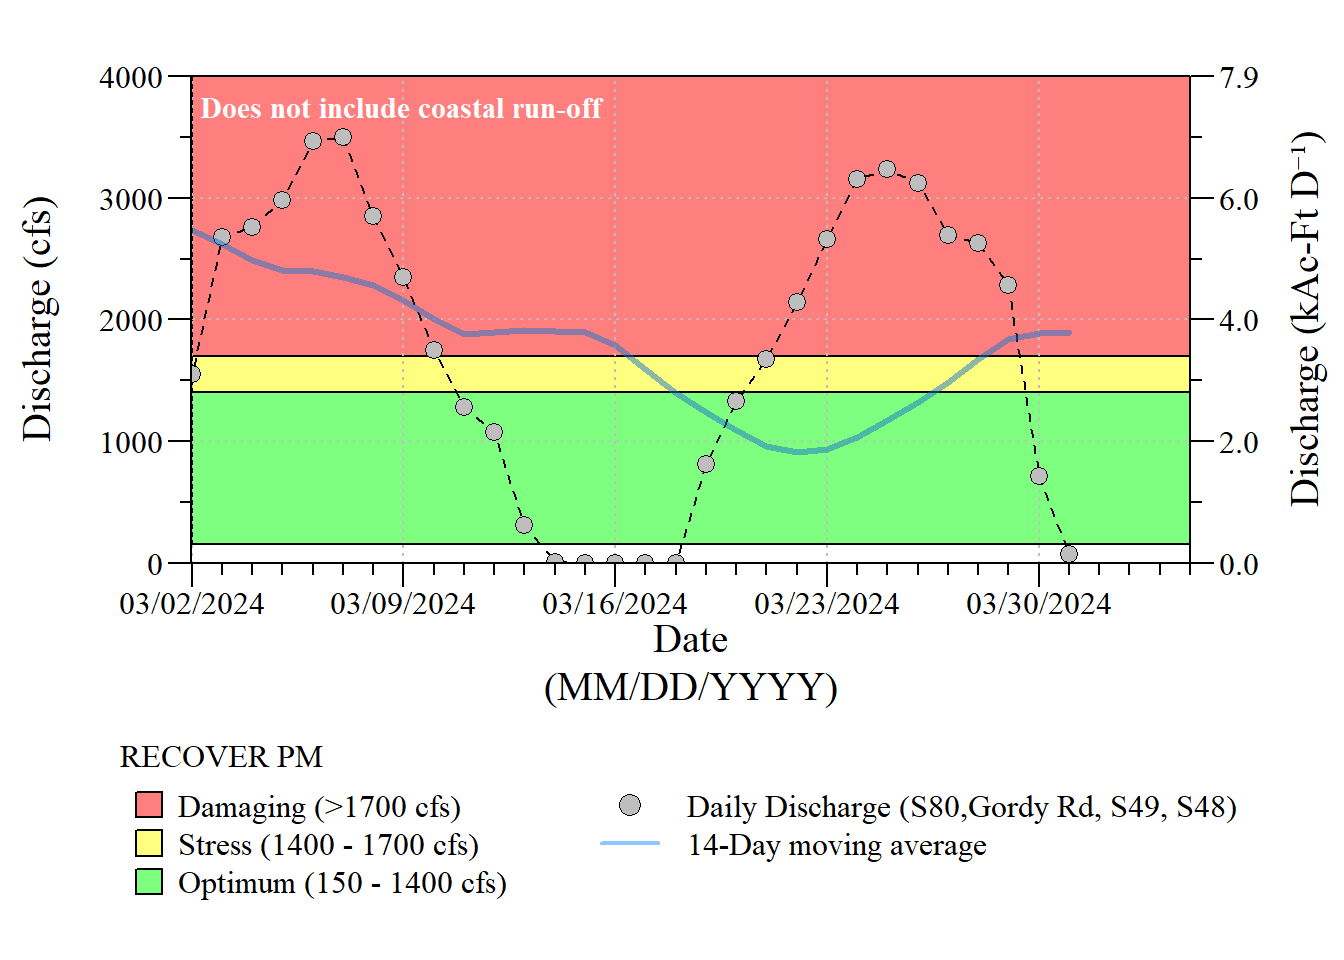 Does not include coastal run-off
4000
3000
2000
1000
0
Discharge (cfs)
7.9
6.0
4.0
2.0
0.0
Discharge (kAc-Ft D⁻¹)
03/02/2024 03/09/2024 03/16/2024 03/23/2024 03/30/2024
Date
(MM/DD/YYYY)
RECOVER PM
Damaging (>1700 cfs)
Stress (1400 - 1700 cfs)
Optimum (150 - 1400 cfs)
Daily Discharge (S80,Gordy Rd, S49, S48)
14-Day moving average